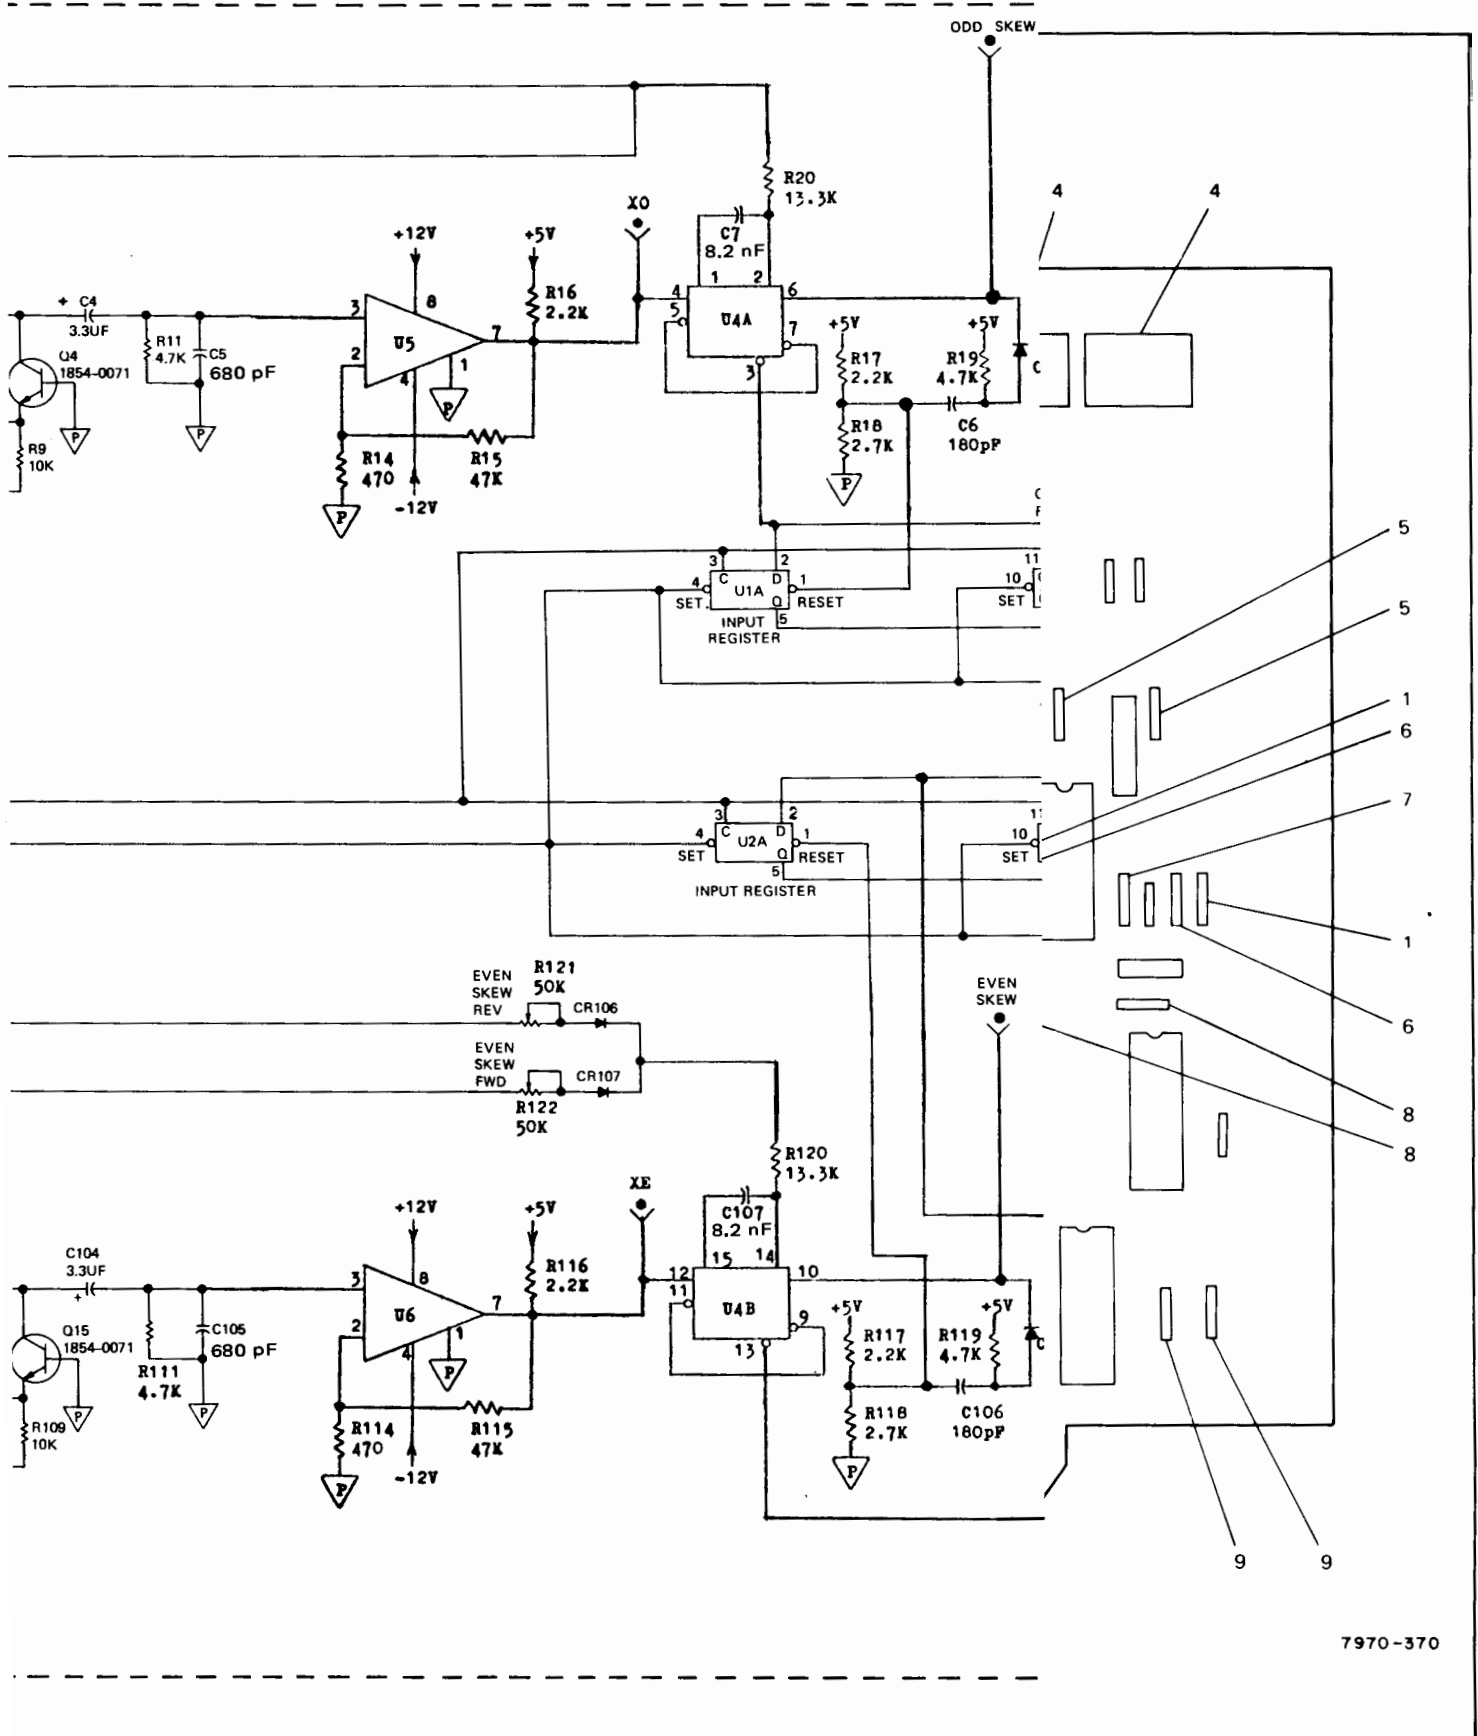 ODD SKEW
R20
13.3K
4
4
XO
C7
8.2 nF
+12V
+5V
1
2
+ C4
3.3UF
3
8
R16
2.2K
4
5
U4A
6
7
3
+5V
+5V
R11
4.7K
C5
680 pF
Q4
1854-0071
U5
7
2
4
1
P
R17
2.2K
R19
4.7K
C
P
P
R9
10K
R18
2.7K
C6
180pF
R14
470
R15
47K
-12V
P
P
5
3
2
11
4
C
D
1
U1A
Q
SET
RESET
5
10
SET
INPUT
REGISTER
5
1
6
7
3
2
11
4
C
D
1
U2A
Q
SET
RESET
5
10
SET
INPUT REGISTER
1
EVEN
SKEW
REV
R121
50K
CR106
EVEN
SKEW
6
EVEN
SKEW
FWD
CR107
R122
50K
8
8
R120
13.3K
XE
C107
8.2 nF
+12V
+5V
15
14
C104
3.3UF
+
3
8
R116
2.2K
12
11
U4B
10
9
13
+5V
+5V
Q15
1854-0071
C105
680 pF
U6
7
2
4
1
P
R117
2.2K
R119
4.7K
C
R111
4.7K
P
P
R109
10K
R118
2.7K
C106
180pF
R114
470
R115
47K
-12V
P
P
9
9
7970-370